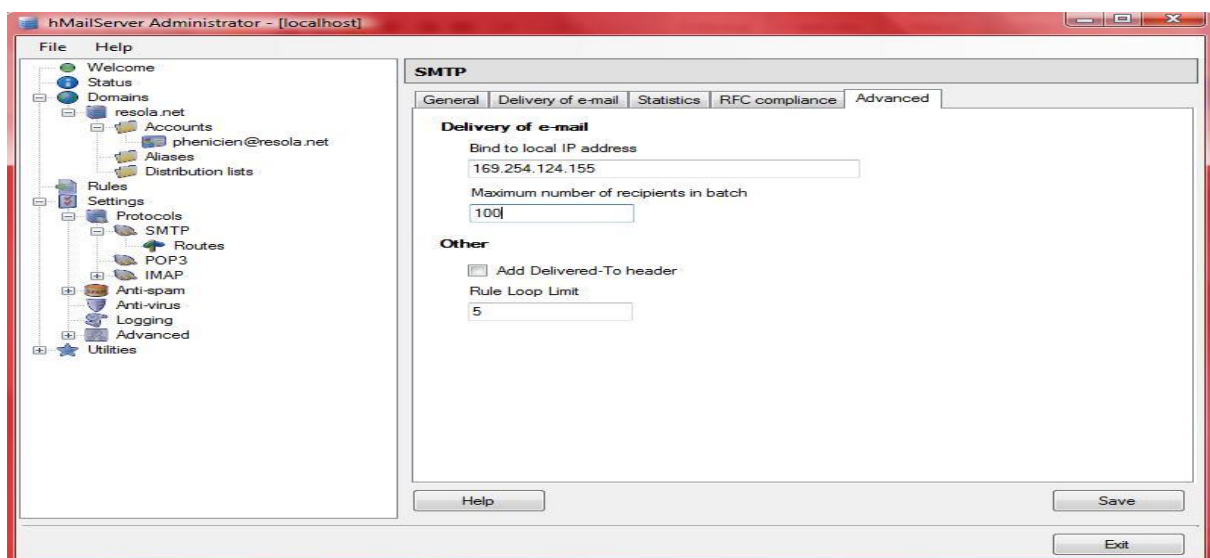 hMailServer Administrator - [localhost]
File Help
Welcome
Status
Domains
resola.net
Accounts
phenicien@resola.net
Aliases
Distribution lists
Rules
Settings
Protocols
SMTP
Routes
POP3
IMAP
Anti-spam
Anti-virus
Logging
Advanced
Utilities
SMTP
General Delivery of e-mail Statistics RFC compliance Advanced
Delivery of e-mail
Bind to local IP address
169.254.124.155
Maximum number of recipients in batch
100
Other
Add Delivered-To header
Rule Loop Limit
5
Help Save
Exit